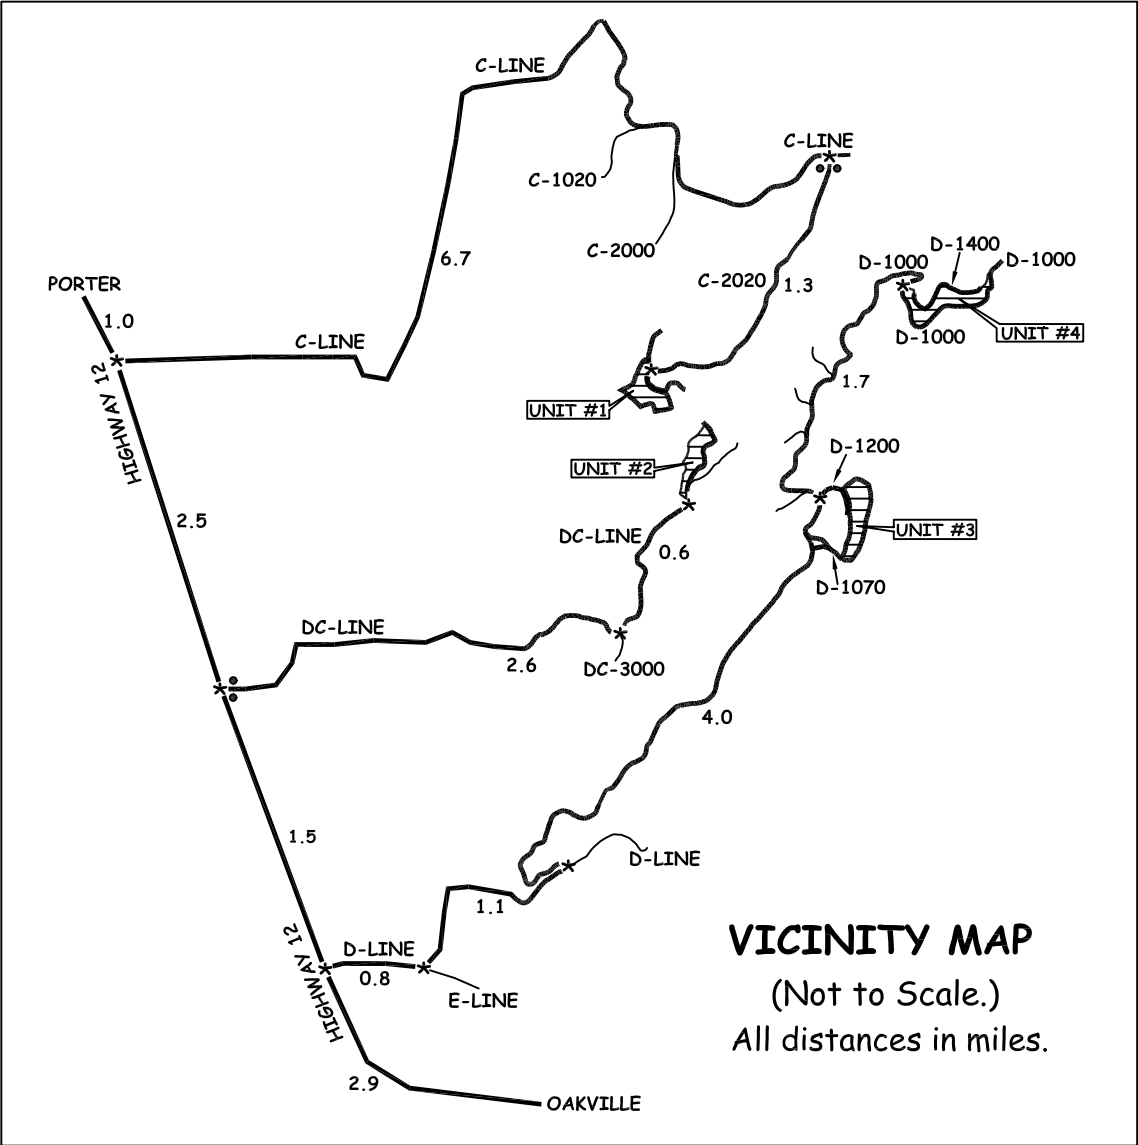 C-LINE
C-LINE
C-1020
C-2000
6.7
C-2020
1.3
D-1400
D-1000
D-1000
PORTER
1.0
C-LINE
D-1000
UNIT #4
HIGHWAY 12
1.7
UNIT #1
D-1200
UNIT #2
2.5
DC-LINE
0.6
UNIT #3
D-1070
DC-LINE
2.6
DC-3000
4.0
1.5
D-LINE
1.1
HIGHWAY 12
D-LINE
0.8
E-LINE
VICINITY MAP
(Not to Scale.)
All distances in miles.
2.9
OAKVILLE